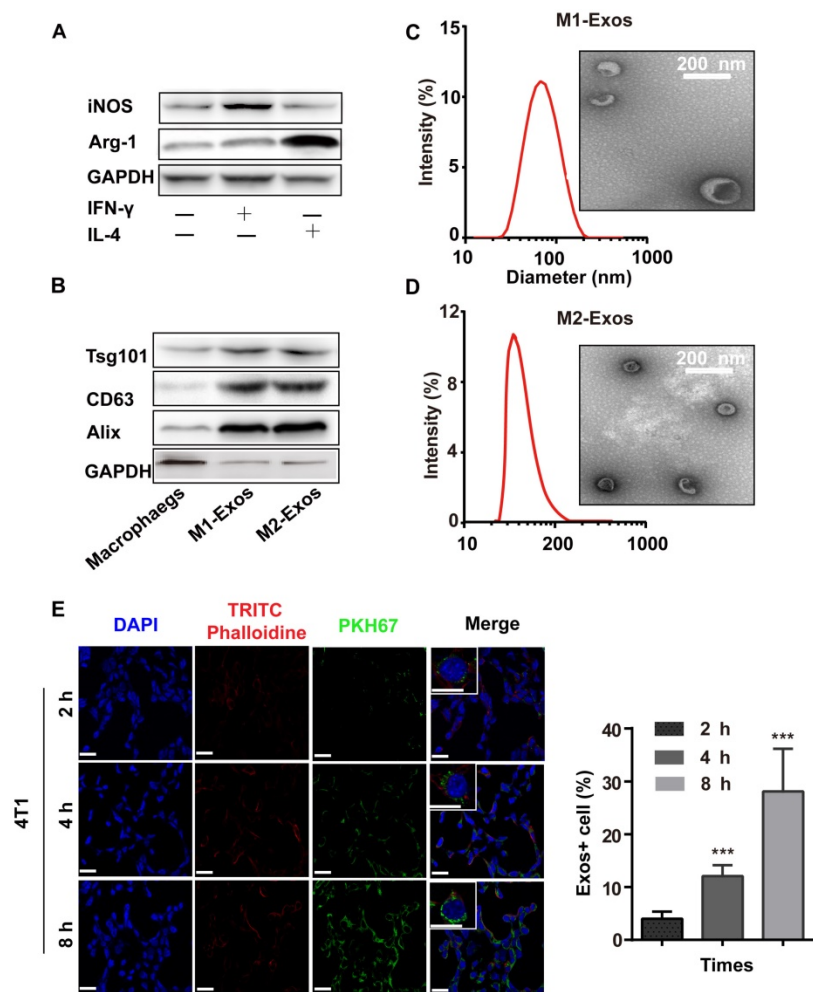 A
iNOS
Arg-1
GAPDH
IFN-γ — + —
IL-4 — — +
B
Tsg101
CD63
Alix
GAPDH
Macrophaegs
M1-Exos
M2-Exos
C
M1-Exos
Intensity (%)
15
10
5
0
10 100 1000
Diameter (nm)
200 nm
D
M2-Exos
Intensity (%)
12
8
4
0
10 200 1000
200 nm
E
DAPI
TRITC
Phalloidine
PKH67
Merge
4T1
2 h
4 h
8 h
Exos+ cell (%)
40
30
20
10
0
2 h
4 h
8 h
***
***
Times